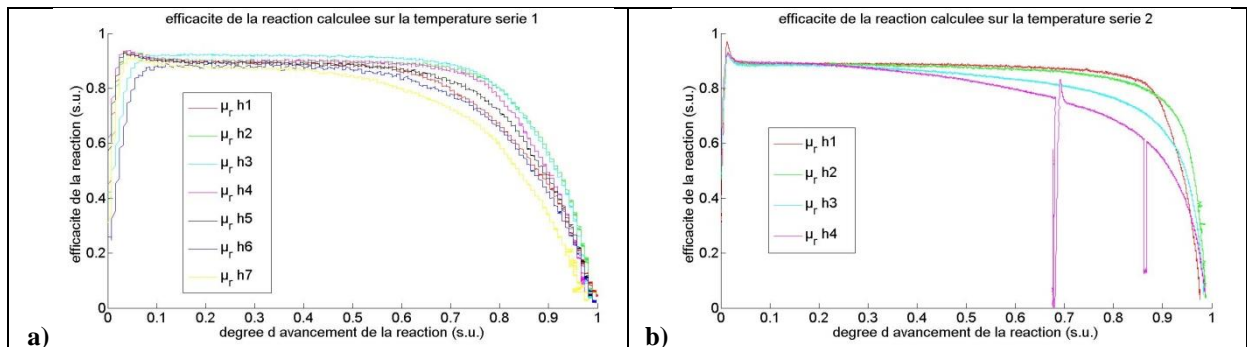 efficacite de la reaction calculee sur la temperature serie 1
efficacite de la reaction (s.u.)
1
0.8
0.6
0.4
0.2
0
µr h1
µr h2
µr h3
µr h4
µr h5
µr h6
µr h7
0 0.1 0.2 0.3 0.4 0.5 0.6 0.7 0.8 0.9 1
degree d avancement de la reaction (s.u.)
a)
efficacite de la reaction calculee sur la temperature serie 2
efficacite de la reaction (s.u.)
1
0.8
0.6
0.4
0.2
0
µr h1
µr h2
µr h3
µr h4
0 0.1 0.2 0.3 0.4 0.5 0.6 0.7 0.8 0.9 1
degree d avancement de la reaction (s.u.)
b)